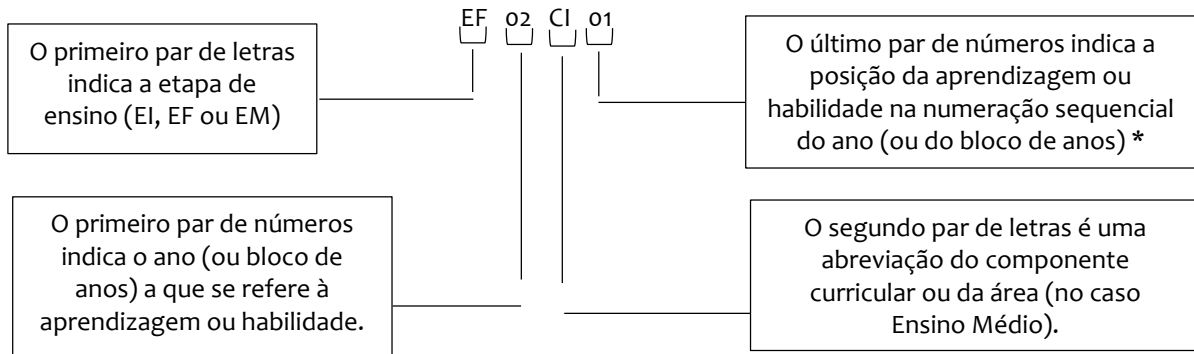 EF 02 CI 01
O primeiro par de letras
indica a etapa de
ensino (EI, EF ou EM)
O último par de números indica a
posição da aprendizagem ou
habilidade na numeração sequencial
do ano (ou do bloco de anos) *
O primeiro par de números
indica o ano (ou bloco de
anos) a que se refere à
aprendizagem ou habilidade.
O segundo par de letras é uma
abreviação do componente
curricular ou da área (no caso
Ensino Médio).